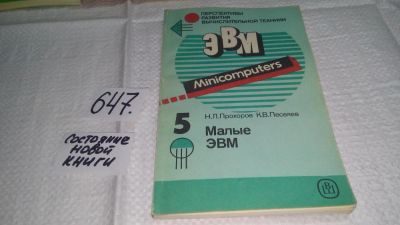 ПЕРСПЕКТИВЫ
РАЗВИТИЯ
ВЫЧИСЛИТЕЛЬНОЙ ТЕХНИКИ
ЭВМ
Minicomputers
Н.Л.Прохоров К.В.Песелев
5
Малые
ЭВМ
647.
состояние
новой
книги